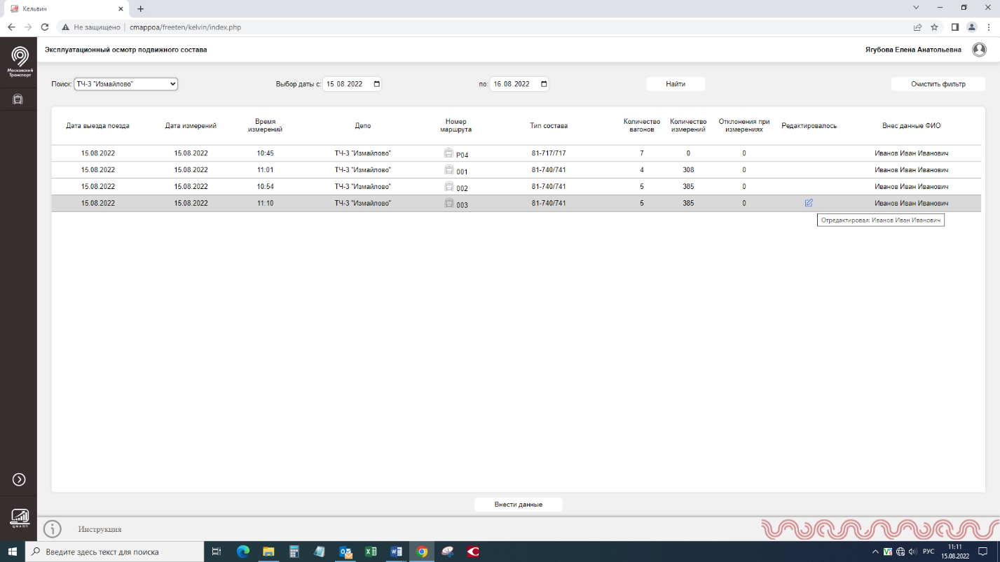 Кельвин
Не защищено
cmappoa/freeten/kelvin/index.php
Московский
Транспорт
Эксплуатационный осмотр подвижного состава
Ягубова Елена Анатольевна
Поиск: ТЧ-3 "Измайлово"
Выбор даты с: 15.08.2022
по: 16.08.2022
Найти
Очистить фильтр
Дата выезда поезда
Дата измерений
Время
измерений
Депо
Номер
маршрута
Тип состава
Количество
вагонов
Количество
измерений
Отклонения при
измерениях
Редактировалось
Внес данные ФИО
15.08.2022 15.08.2022 10:45 ТЧ-3 "Измайлово" Р04 81-717/717 7 0 0 Иванов Иван Иванович
15.08.2022 15.08.2022 11:01 ТЧ-3 "Измайлово" 001 81-740/741 4 308 0 Иванов Иван Иванович
15.08.2022 15.08.2022 10:54 ТЧ-3 "Измайлово" 002 81-740/741 5 385 0 Иванов Иван Иванович
15.08.2022 15.08.2022 11:10 ТЧ-3 "Измайлово" 003 81-740/741 5 385 0 Иванов Иван Иванович
Отредактировал: Иванов Иван Иванович
Внести данные
ЦМАПП
Инструкция
Введите здесь текст для поиска
РУС
11:11
15.08.2022